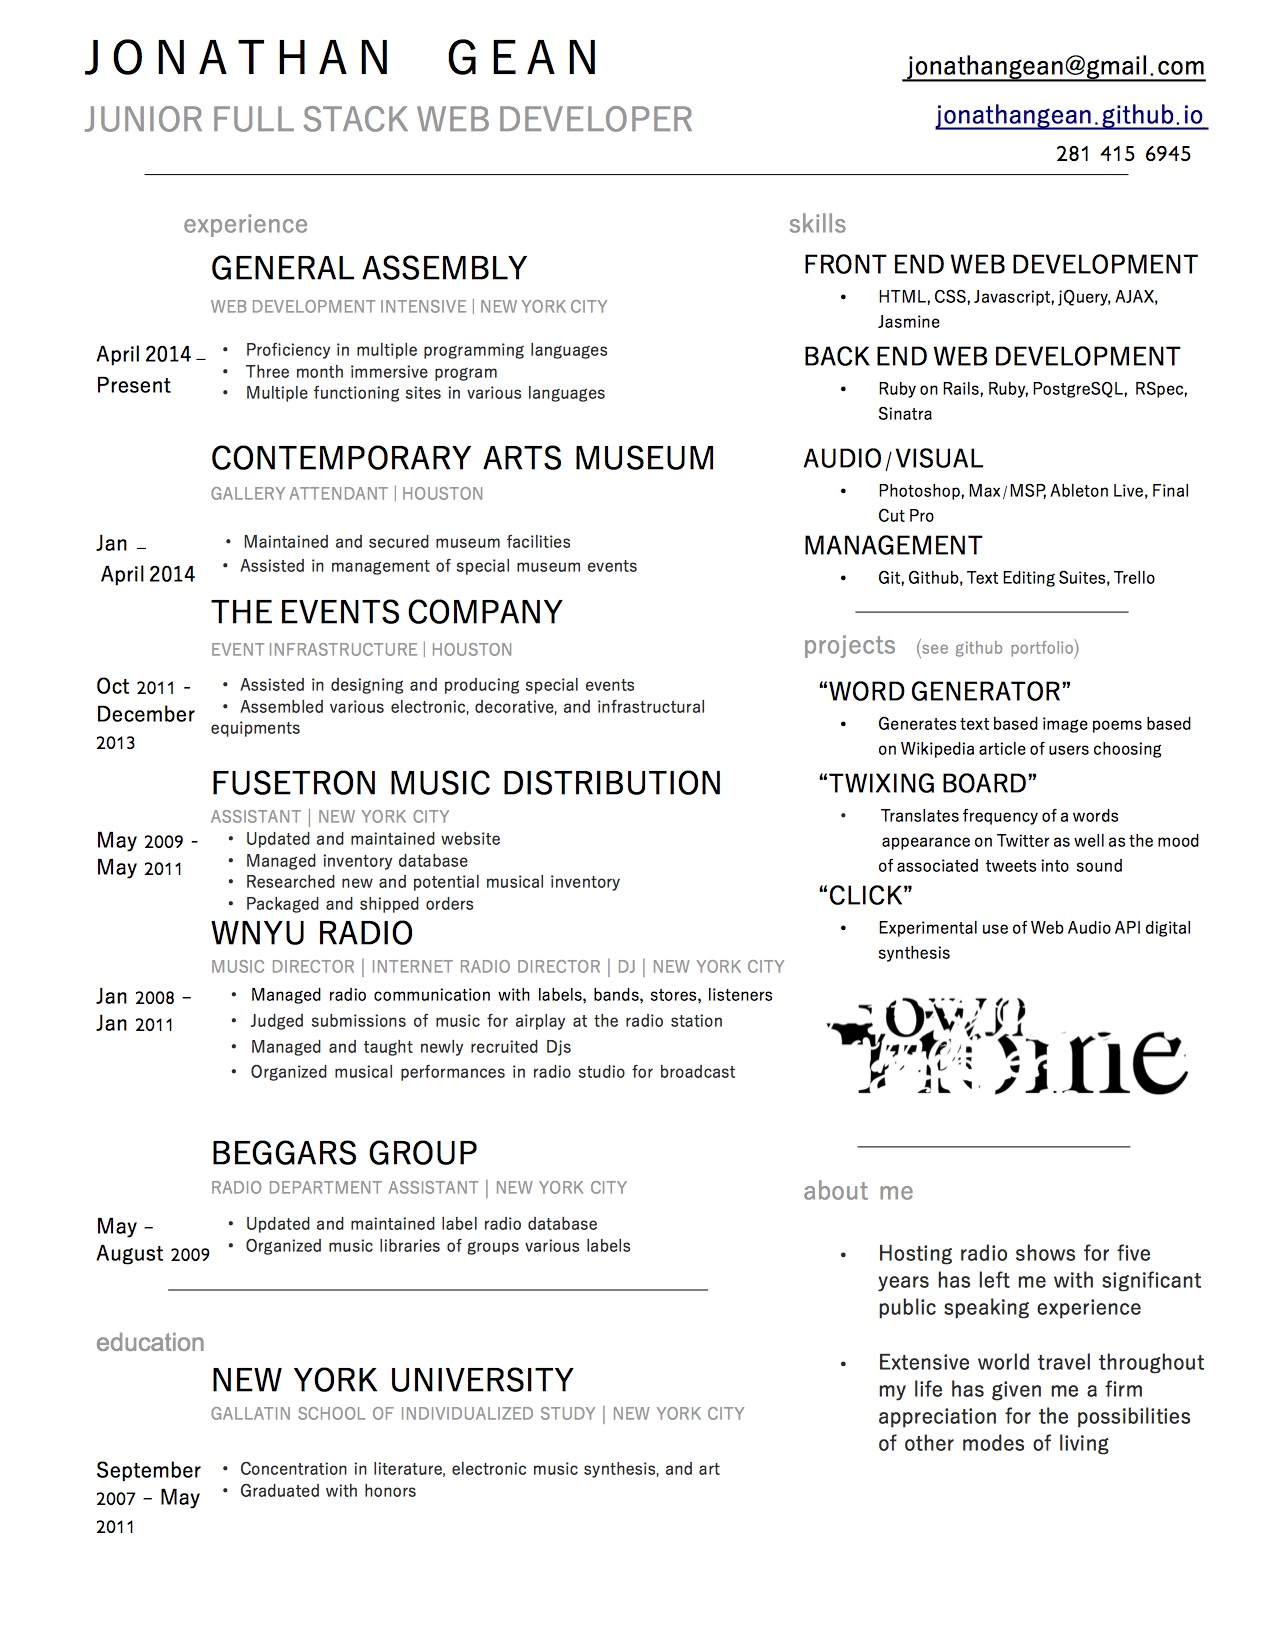 JONATHAN GEAN
JUNIOR FULL STACK WEB DEVELOPER
jonathangean@gmail.com
jonathangean.github.io
281 415 6945
experience
GENERAL ASSEMBLY
WEB DEVELOPMENT INTENSIVE | NEW YORK CITY
April 2014 –
Present
• Proficiency in multiple programming languages
• Three month immersive program
• Multiple functioning sites in various languages
CONTEMPORARY ARTS MUSEUM
GALLERY ATTENDANT | HOUSTON
Jan –
April 2014
• Maintained and secured museum facilities
• Assisted in management of special museum events
THE EVENTS COMPANY
EVENT INFRASTRUCTURE | HOUSTON
Oct 2011 -
December
2013
• Assisted in designing and producing special events
• Assembled various electronic, decorative, and infrastructural
equipments
FUSETRON MUSIC DISTRIBUTION
ASSISTANT | NEW YORK CITY
May 2009 -
May 2011
• Updated and maintained website
• Managed inventory database
• Researched new and potential musical inventory
• Packaged and shipped orders
WNYU RADIO
MUSIC DIRECTOR | INTERNET RADIO DIRECTOR | DJ | NEW YORK CITY
Jan 2008 –
Jan 2011
• Managed radio communication with labels, bands, stores, listeners
• Judged submissions of music for airplay at the radio station
• Managed and taught newly recruited Djs
• Organized musical performances in radio studio for broadcast
BEGGARS GROUP
RADIO DEPARTMENT ASSISTANT | NEW YORK CITY
May –
August 2009
• Updated and maintained label radio database
• Organized music libraries of groups various labels
education
NEW YORK UNIVERSITY
GALLATIN SCHOOL OF INDIVIDUALIZED STUDY | NEW YORK CITY
September
2007 – May
2011
• Concentration in literature, electronic music synthesis, and art
• Graduated with honors
skills
FRONT END WEB DEVELOPMENT
• HTML, CSS, Javascript, jQuery, AJAX,
Jasmine
BACK END WEB DEVELOPMENT
• Ruby on Rails, Ruby, PostgreSQL, RSpec,
Sinatra
AUDIO/VISUAL
• Photoshop, Max/MSP, Ableton Live, Final
Cut Pro
MANAGEMENT
• Git, Github, Text Editing Suites, Trello
projects (see github portfolio)
“WORD GENERATOR”
• Generates text based image poems based
on Wikipedia article of users choosing
“TWIXING BOARD”
• Translates frequency of a words
appearance on Twitter as well as the mood
of associated tweets into sound
“CLICK”
• Experimental use of Web Audio API digital
synthesis
own
about me
• Hosting radio shows for five
years has left me with significant
public speaking experience
• Extensive world travel throughout
my life has given me a firm
appreciation for the possibilities
of other modes of living